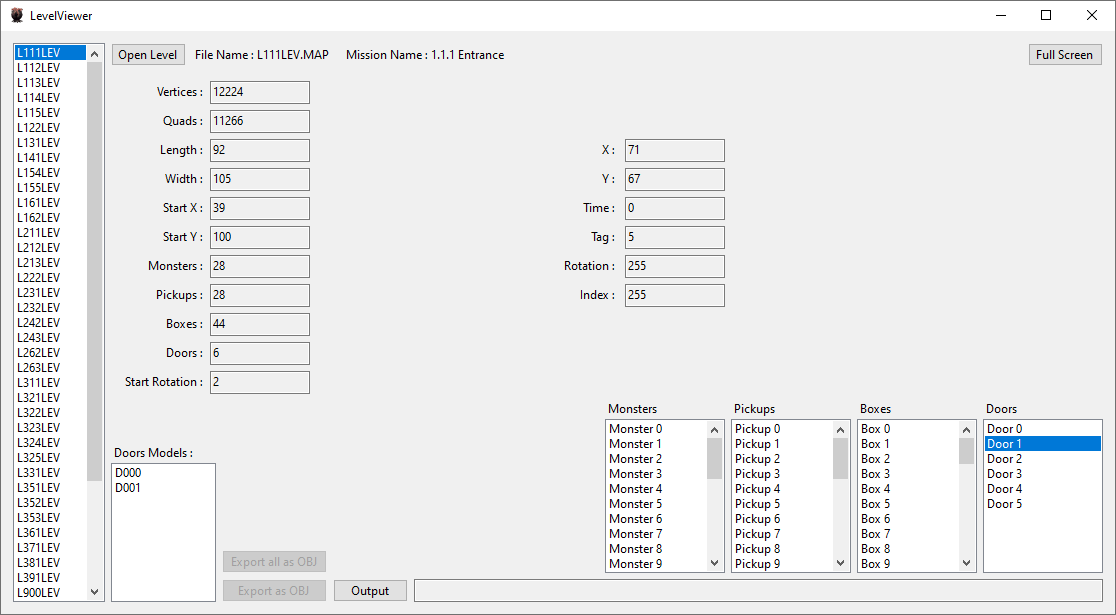 LevelViewer
Open Level File Name : L111LEV.MAP Mission Name : 1.1.1 Entrance Full Screen
L111LEV
L112LEV
L113LEV
L114LEV
L115LEV
L122LEV
L131LEV
L141LEV
L154LEV
L155LEV
L161LEV
L162LEV
L211LEV
L212LEV
L213LEV
L222LEV
L231LEV
L232LEV
L242LEV
L243LEV
L262LEV
L263LEV
L311LEV
L321LEV
L322LEV
L323LEV
L324LEV
L325LEV
L331LEV
L351LEV
L352LEV
L353LEV
L361LEV
L371LEV
L381LEV
L391LEV
L900LEV
Vertices : 12224
Quads : 11266
Length : 92
Width : 105
Start X : 39
Start Y : 100
Monsters : 28
Pickups : 28
Boxes : 44
Doors : 6
Start Rotation : 2
X : 71
Y : 67
Time : 0
Tag : 5
Rotation : 255
Index : 255
Doors Models :
D000
D001
Monsters
Monster 0
Monster 1
Monster 2
Monster 3
Monster 4
Monster 5
Monster 6
Monster 7
Monster 8
Monster 9
Pickups
Pickup 0
Pickup 1
Pickup 2
Pickup 3
Pickup 4
Pickup 5
Pickup 6
Pickup 7
Pickup 8
Pickup 9
Boxes
Box 0
Box 1
Box 2
Box 3
Box 4
Box 5
Box 6
Box 7
Box 8
Box 9
Doors
Door 0
Door 1
Door 2
Door 3
Door 4
Door 5
Export all as OBJ
Export as OBJ Output